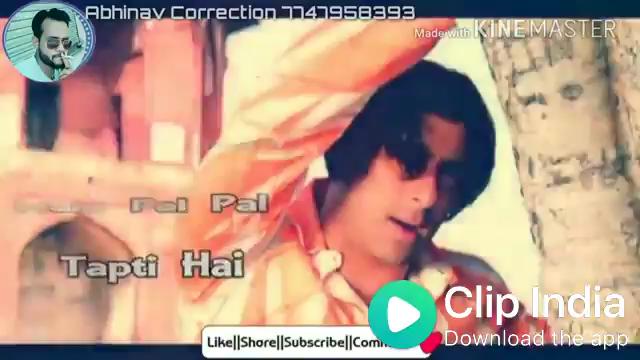 Abhinav Correction 7747958393
Made with KINEMASTER
Pal Pal
Tapti Hai
Clip India
Download the app
Like||Share||Subscribe||Comm